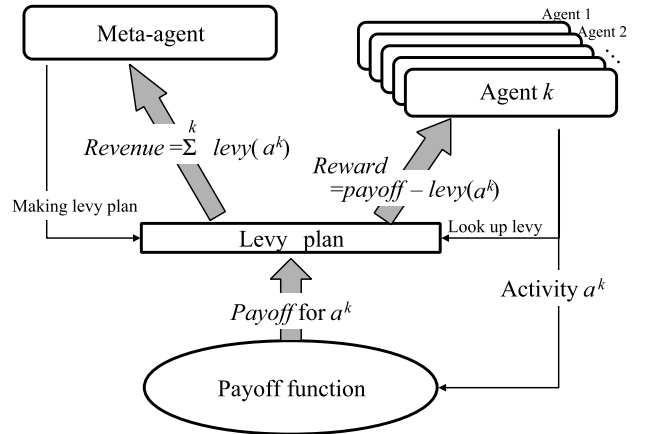 Agent 1
Meta-agent
Agent 2
...
Agent k
k
Revenue =Σ levy( a^k)
Reward
=payoff – levy(a^k)
Making levy plan
Look up levy
Levy plan
Activity a^k
Payoff for a^k
Payoff function